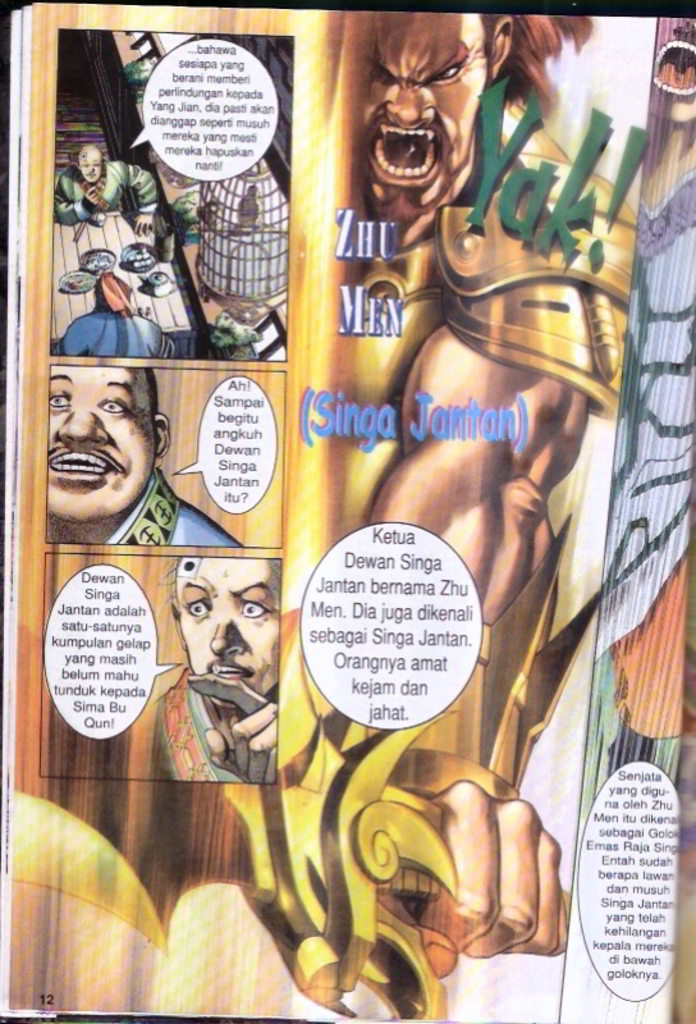 ...bahawa
sesiapa yang
berani memberi
perlindungan kepada
Yang Jian, dia pasti akan
dianggap seperti musuh
mereka yang mesti
mereka hapuskan
nanti!
Yak!
ZHU
MEN
(Singa Jantan)
Ah!
Sampai
begitu
angkuh
Dewan
Singa
Jantan
itu?
Dewan
Singa
Jantan adalah
satu-satunya
kumpulan gelap
yang masih
belum mahu
tunduk kepada
Sima Bu
Qun!
Ketua
Dewan Singa
Jantan bernama Zhu
Men. Dia juga dikenali
sebagai Singa Jantan.
Orangnya amat
kejam dan
jahat.
Senjata
yang digu-
na oleh Zhu
Men itu dikena
sebagai Golo
Emas Raja Sing
Entah sudah
berapa lawan
dan musuh
Singa Jantan
yang telah
kehilangan
kepala mereka
di bawah
goloknya.
12